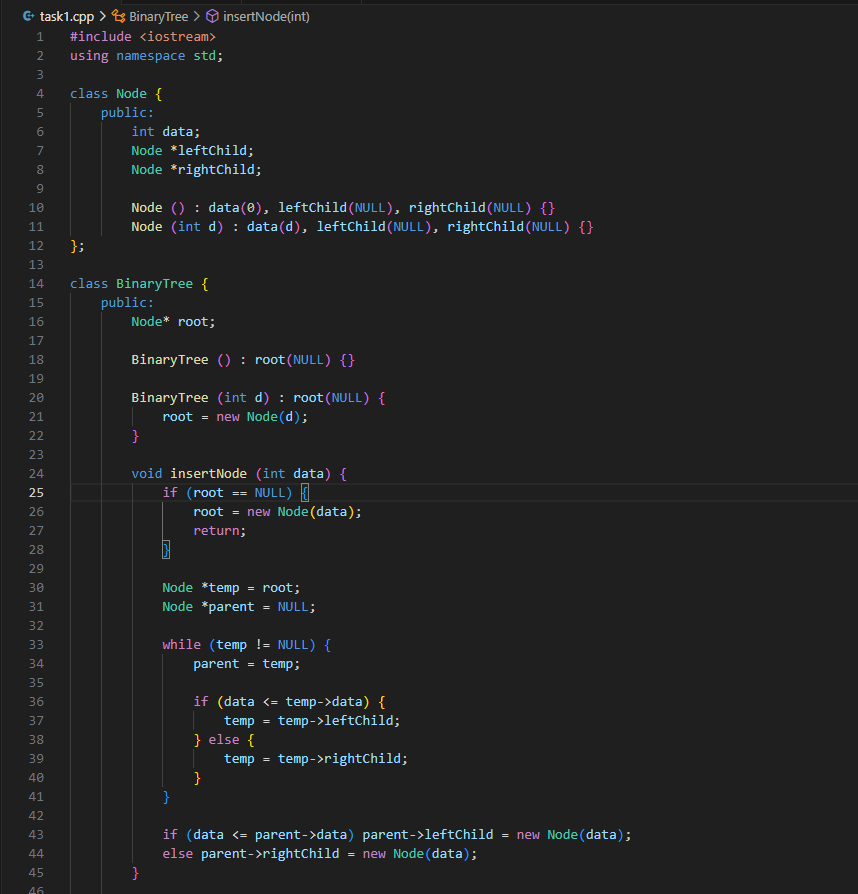 task1.cpp > BinaryTree > insertNode(int)
1 #include <iostream>
2 using namespace std;
3
4 class Node {
5     public:
6         int data;
7         Node *leftChild;
8         Node *rightChild;
9
10         Node () : data(0), leftChild(NULL), rightChild(NULL) {}
11         Node (int d) : data(d), leftChild(NULL), rightChild(NULL) {}
12 };
13
14 class BinaryTree {
15     public:
16         Node* root;
17
18         BinaryTree () : root(NULL) {}
19
20         BinaryTree (int d) : root(NULL) {
21             root = new Node(d);
22         }
23
24         void insertNode (int data) {
25             if (root == NULL) {
26                 root = new Node(data);
27                 return;
28             }
29
30             Node *temp = root;
31             Node *parent = NULL;
32
33             while (temp != NULL) {
34                 parent = temp;
35
36                 if (data <= temp->data) {
37                     temp = temp->leftChild;
38                 } else {
39                     temp = temp->rightChild;
40                 }
41             }
42
43             if (data <= parent->data) parent->leftChild = new Node(data);
44             else parent->rightChild = new Node(data);
45         }
46